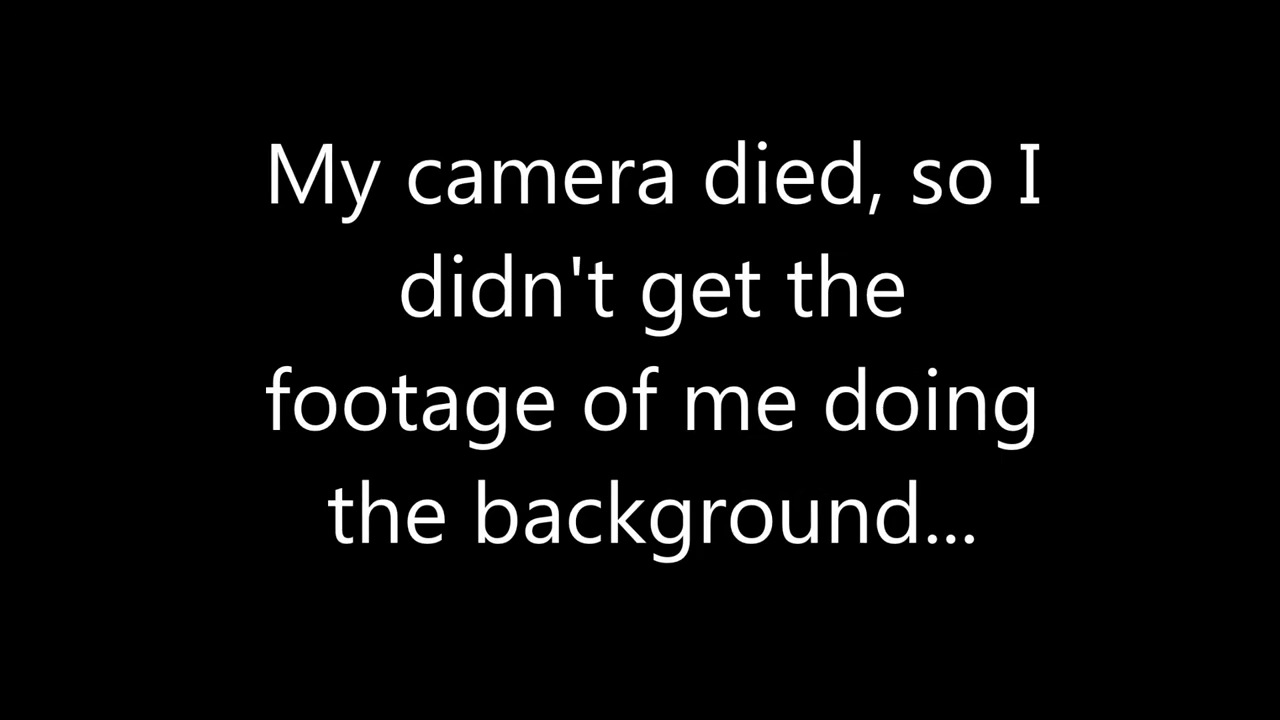 My camera died, so I
didn't get the
footage of me doing
the background...